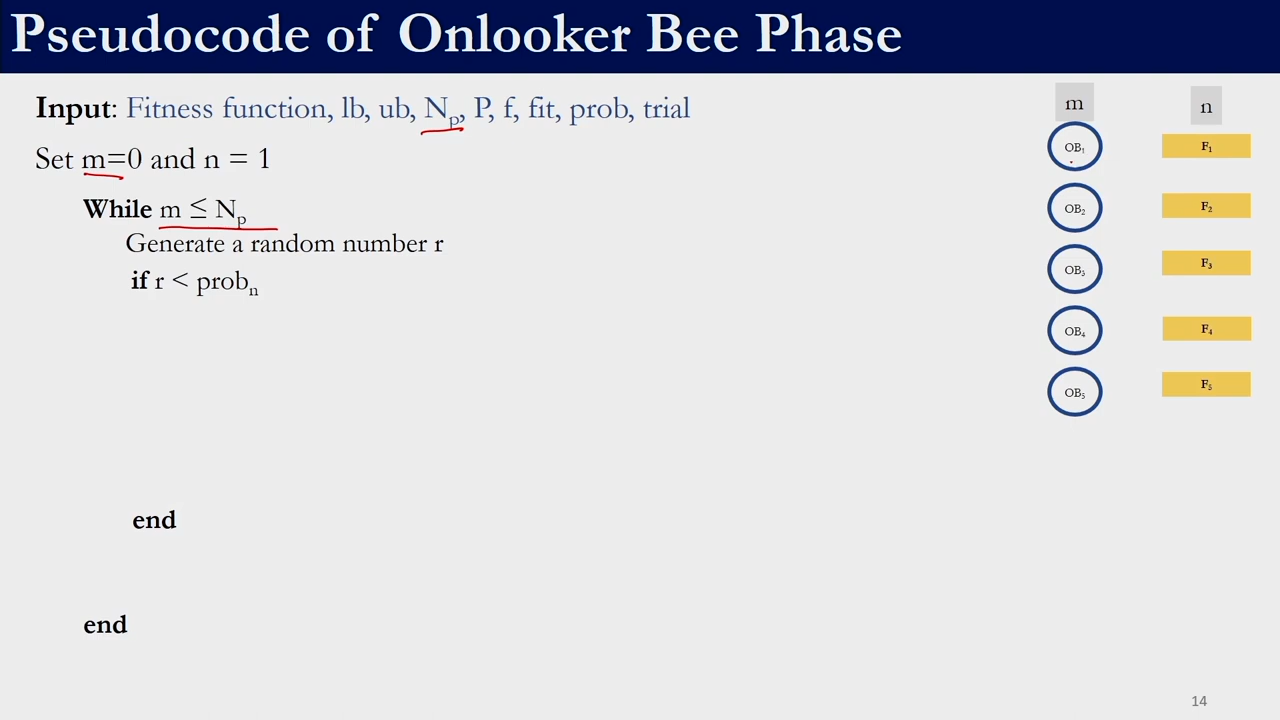 Pseudocode of Onlooker Bee Phase
Input: Fitness function, lb, ub, Np, P, f, fit, prob, trial
Set m=0 and n = 1
While m ≤ Np
Generate a random number r
if r < probn
end
end
m
n
OB1
F1
OB2
F2
OB3
F3
OB4
F4
OB5
F5
14